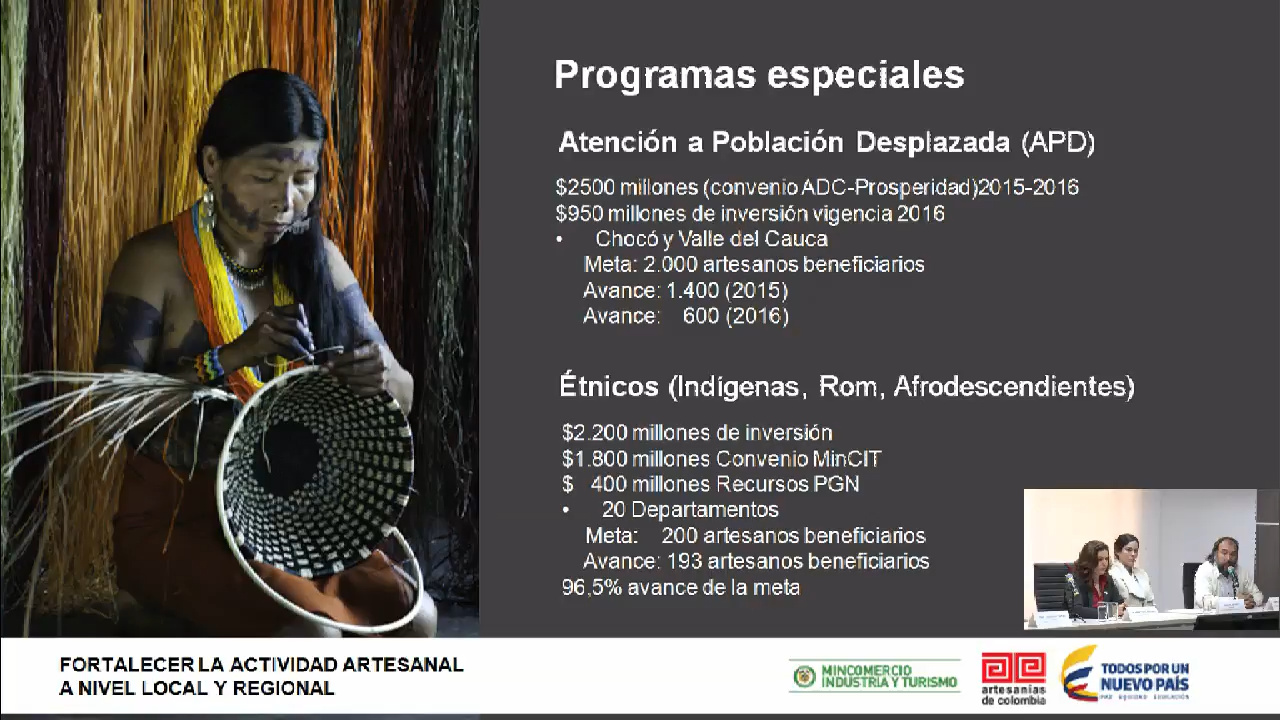 Programas especiales
Atención a Población Desplazada (APD)
$2500 millones (convenio ADC-Prosperidad)2015-2016
$950 millones de inversión vigencia 2016
• Chocó y Valle del Cauca
Meta: 2.000 artesanos beneficiarios
Avance: 1.400 (2015)
Avance: 600 (2016)
Étnicos (Indígenas, Rom, Afrodescendientes)
$2.200 millones de inversión
$1.800 millones Convenio MinCIT
$ 400 millones Recursos PGN
• 20 Departamentos
Meta: 200 artesanos beneficiarios
Avance: 193 artesanos beneficiarios
96,5% avance de la meta
FORTALECER LA ACTIVIDAD ARTESANAL
A NIVEL LOCAL Y REGIONAL
MINCOMERCIO
INDUSTRIA Y TURISMO
artesanías
de colombia
TODOS POR UN
NUEVO PAÍS
PAZ EQUIDAD EDUCACIÓN